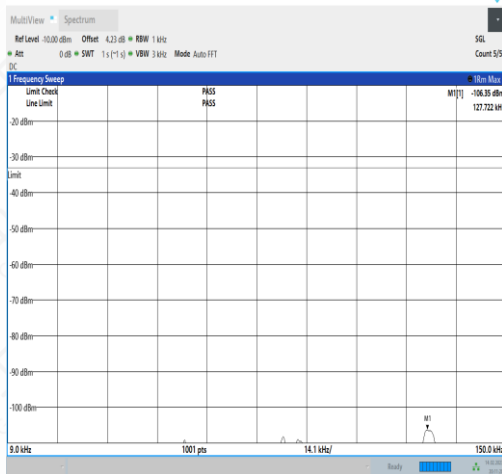 MultiView Spectrum
Ref Level -10.00 dBm Offset 4.23 dB RBW 1 kHz SGL
Att 0 dB SWT 1 s (~1 s) VBW 3 kHz Mode Auto FFT Count 5/5
DC
1 Frequency Sweep 1Rm Max
Limit Check PASS M1[1] -106.35 dBm
Line Limit PASS 127.722 kH
-20 dBm
-30 dBm
Limit
-40 dBm
-50 dBm
-60 dBm
-70 dBm
-80 dBm
-90 dBm
-100 dBm
M1
9.0 kHz 1001 pts 14.1 kHz/ 150.0 kHz
Ready